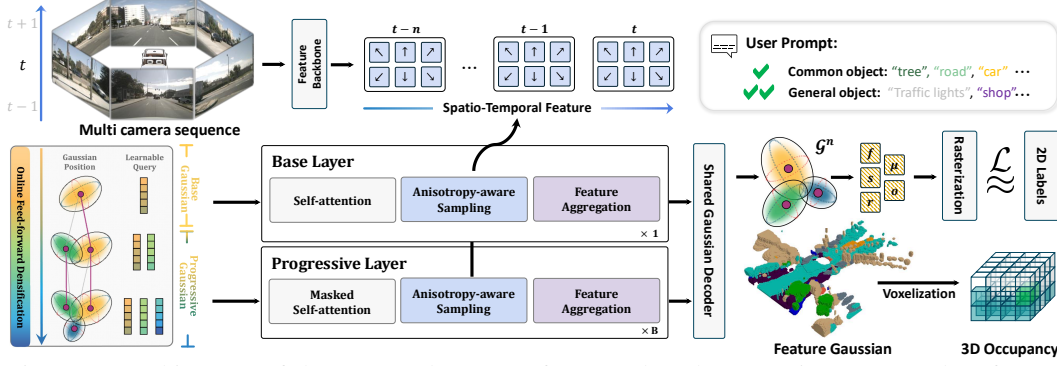 t + 1
t
t − 1
Multi camera sequence
Feature Backbone
t − n
...
t − 1
t
Spatio-Temporal Feature
User Prompt:
Common object: "tree", "road", "car" ...
General object: "Traffic lights", "shop"...
Online Feed-forward Densification
Gaussian Position
Learnable Query
Base Gaussian
Progressive Gaussian
Base Layer
Self-attention
Anisotropy-aware Sampling
Feature Aggregation
× 1
Progressive Layer
Masked Self-attention
Anisotropy-aware Sampling
Feature Aggregation
× B
Shared Gaussian Decoder
𝒢ⁿ
f
s
r
μ
o
Rasterization
ℒ
2D Labels
Feature Gaussian
Voxelization
3D Occupancy